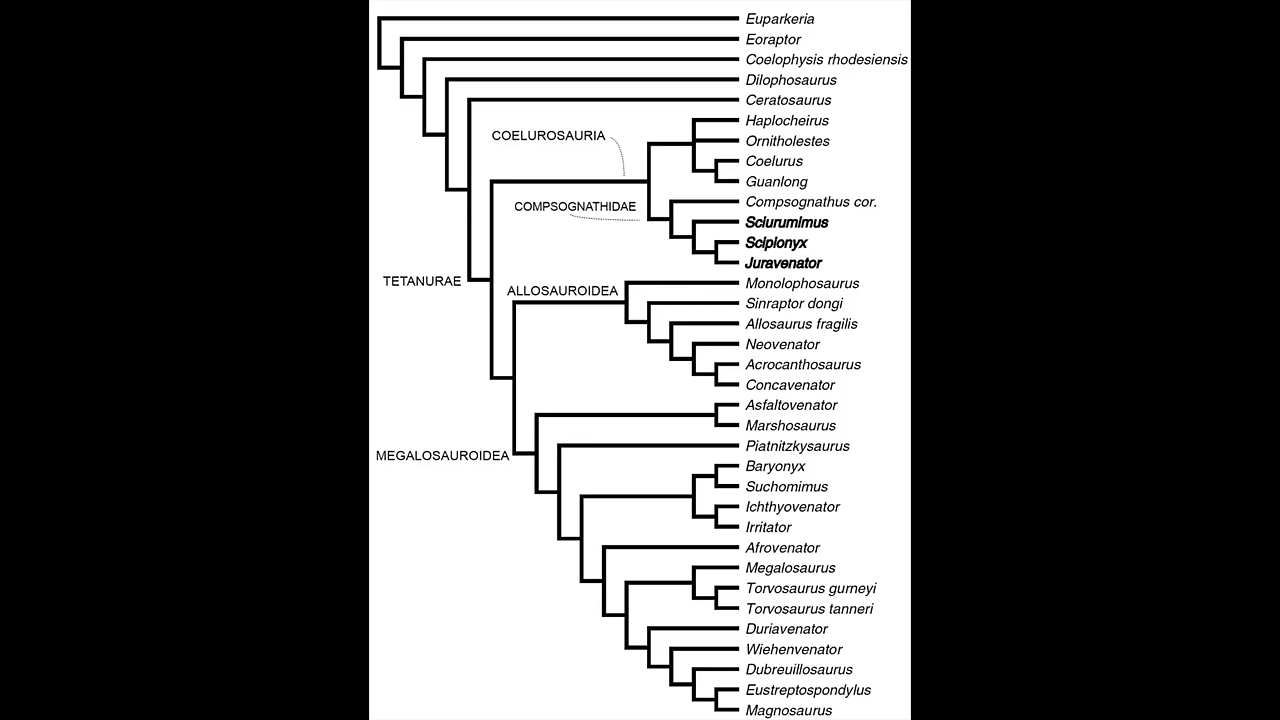 Euparkeria
Eoraptor
Coelophysis rhodesiensis
Dilophosaurus
Ceratosaurus
Haplocheirus
COELUROSAURIA
Ornitholestes
Coelurus
Guanlong
Compsognathus cor.
COMPSOGNATHIDAE
Sciurumimus
Scipionyx
Juravenator
TETANURAE
Monolophosaurus
ALLOSAUROIDEA
Sinraptor dongi
Allosaurus fragilis
Neovenator
Acrocanthosaurus
Concavenator
Asfaltovenator
Marshosaurus
Piatnitzkysaurus
MEGALOSAUROIDEA
Baryonyx
Suchomimus
Ichthyovenator
Irritator
Afrovenator
Megalosaurus
Torvosaurus gurneyi
Torvosaurus tanneri
Duriavenator
Wiehenvenator
Dubreuillosaurus
Eustreptospondylus
Magnosaurus